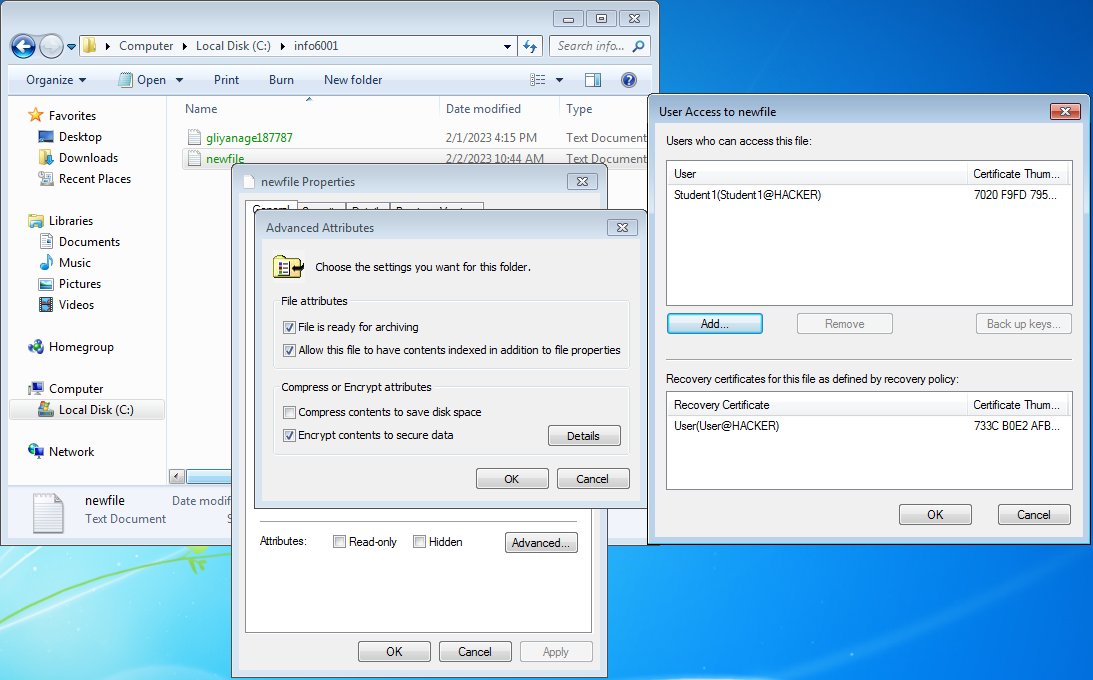 Computer ▸ Local Disk (C:) ▸ info6001
Search info...
Organize
Open
Print
Burn
New folder
Favorites
Desktop
Downloads
Recent Places
Libraries
Documents
Music
Pictures
Videos
Homegroup
Computer
Local Disk (C:)
Network
Name
Date modified
Type
gliyanage187787
2/1/2023 4:15 PM
Text Document
newfile
2/2/2023 10:44 AM
Text Document
newfile
Date modif
Text Document
S
newfile Properties
General
Advanced Attributes
Choose the settings you want for this folder.
File attributes
File is ready for archiving
Allow this file to have contents indexed in addition to file properties
Compress or Encrypt attributes
Compress contents to save disk space
Encrypt contents to secure data
Details
OK
Cancel
Attributes:
Read-only
Hidden
Advanced...
OK
Cancel
Apply
User Access to newfile
Users who can access this file:
User
Certificate Thum...
Student1(Student1@HACKER)
7020 F9FD 795...
Add...
Remove
Back up keys...
Recovery certificates for this file as defined by recovery policy:
Recovery Certificate
Certificate Thum...
User(User@HACKER)
733C B0E2 AFB...
OK
Cancel